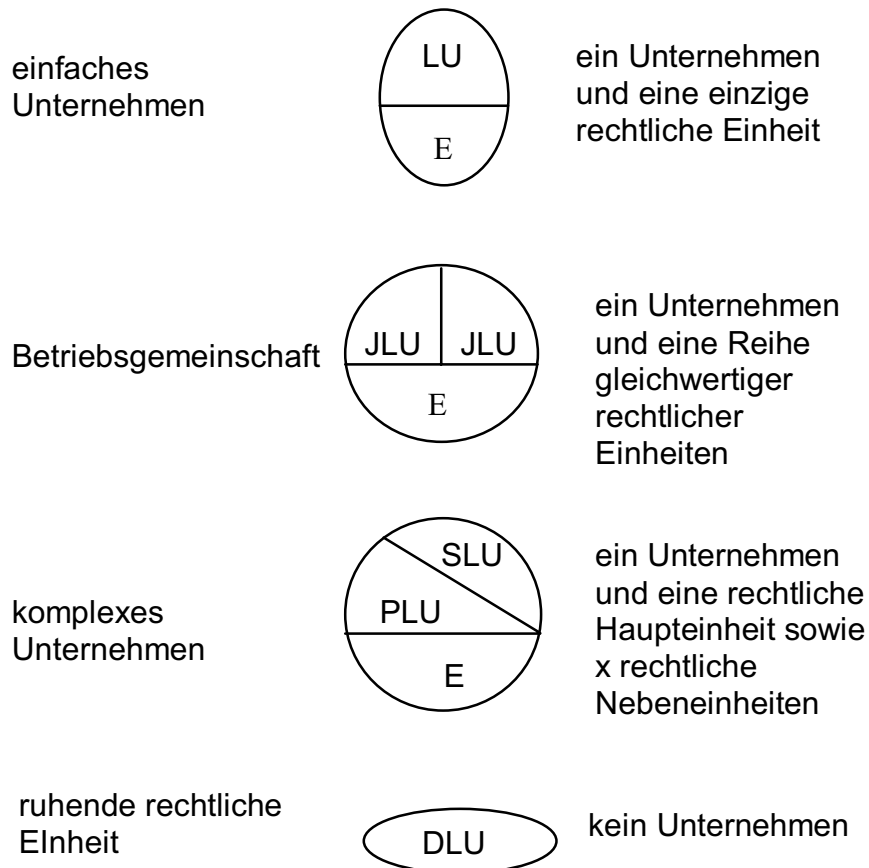 einfaches
Unternehmen
LU
E
ein Unternehmen
und eine einzige
rechtliche Einheit
Betriebsgemeinschaft
JLU JLU
E
ein Unternehmen
und eine Reihe
gleichwertiger
rechtlicher
Einheiten
komplexes
Unternehmen
SLU
PLU
E
ein Unternehmen
und eine rechtliche
Haupteinheit sowie
x rechtliche
Nebeneinheiten
ruhende rechtliche
EInheit
DLU
kein Unternehmen